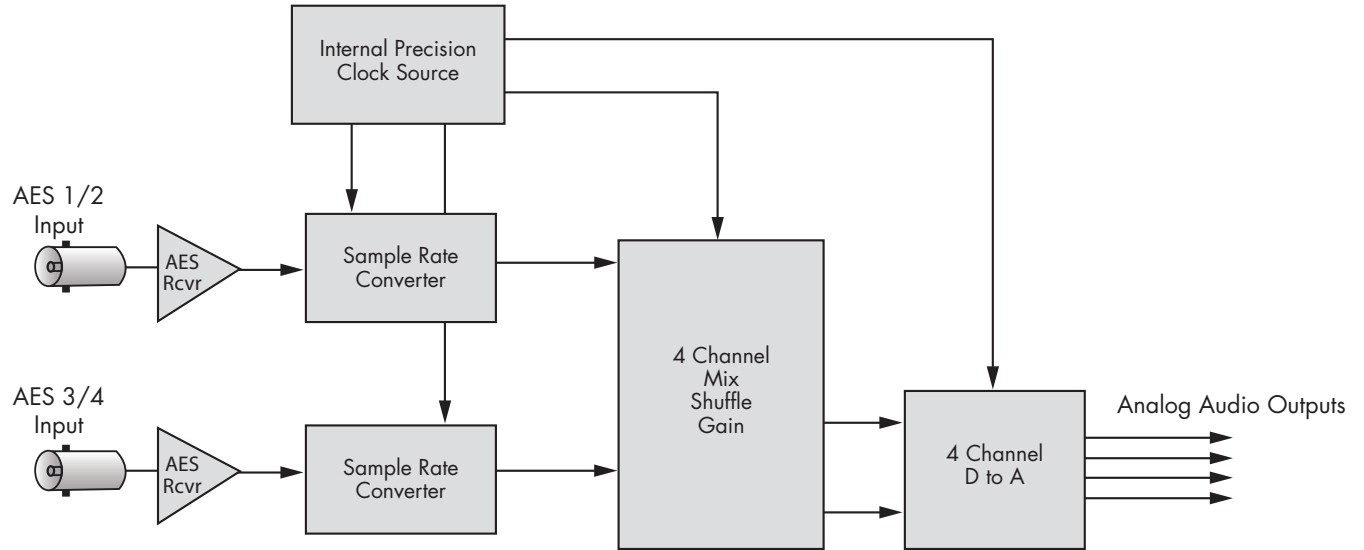 Internal Precision
Clock Source
AES 1/2
Input
AES
Rcvr
Sample Rate
Converter
AES 3/4
Input
AES
Rcvr
Sample Rate
Converter
4 Channel
Mix
Shuffle
Gain
4 Channel
D to A
Analog Audio Outputs